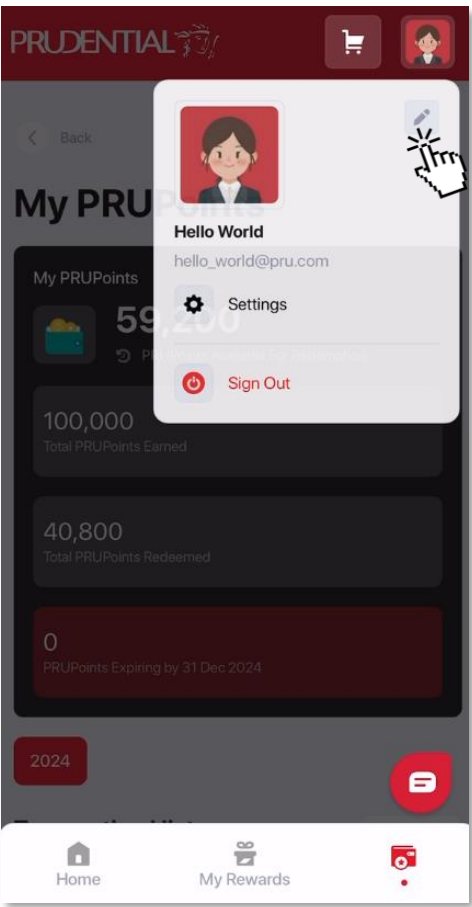 PRUDENTIAL
Back
My PRUPoints
Hello World
hello_world@pru.com
Settings
Sign Out
My PRUPoints
59,200
100,000
Total PRUPoints Earned
40,800
Total PRUPoints Redeemed
0
PRUPoints Expiring by 31 Dec 2024
2024
Home
My Rewards